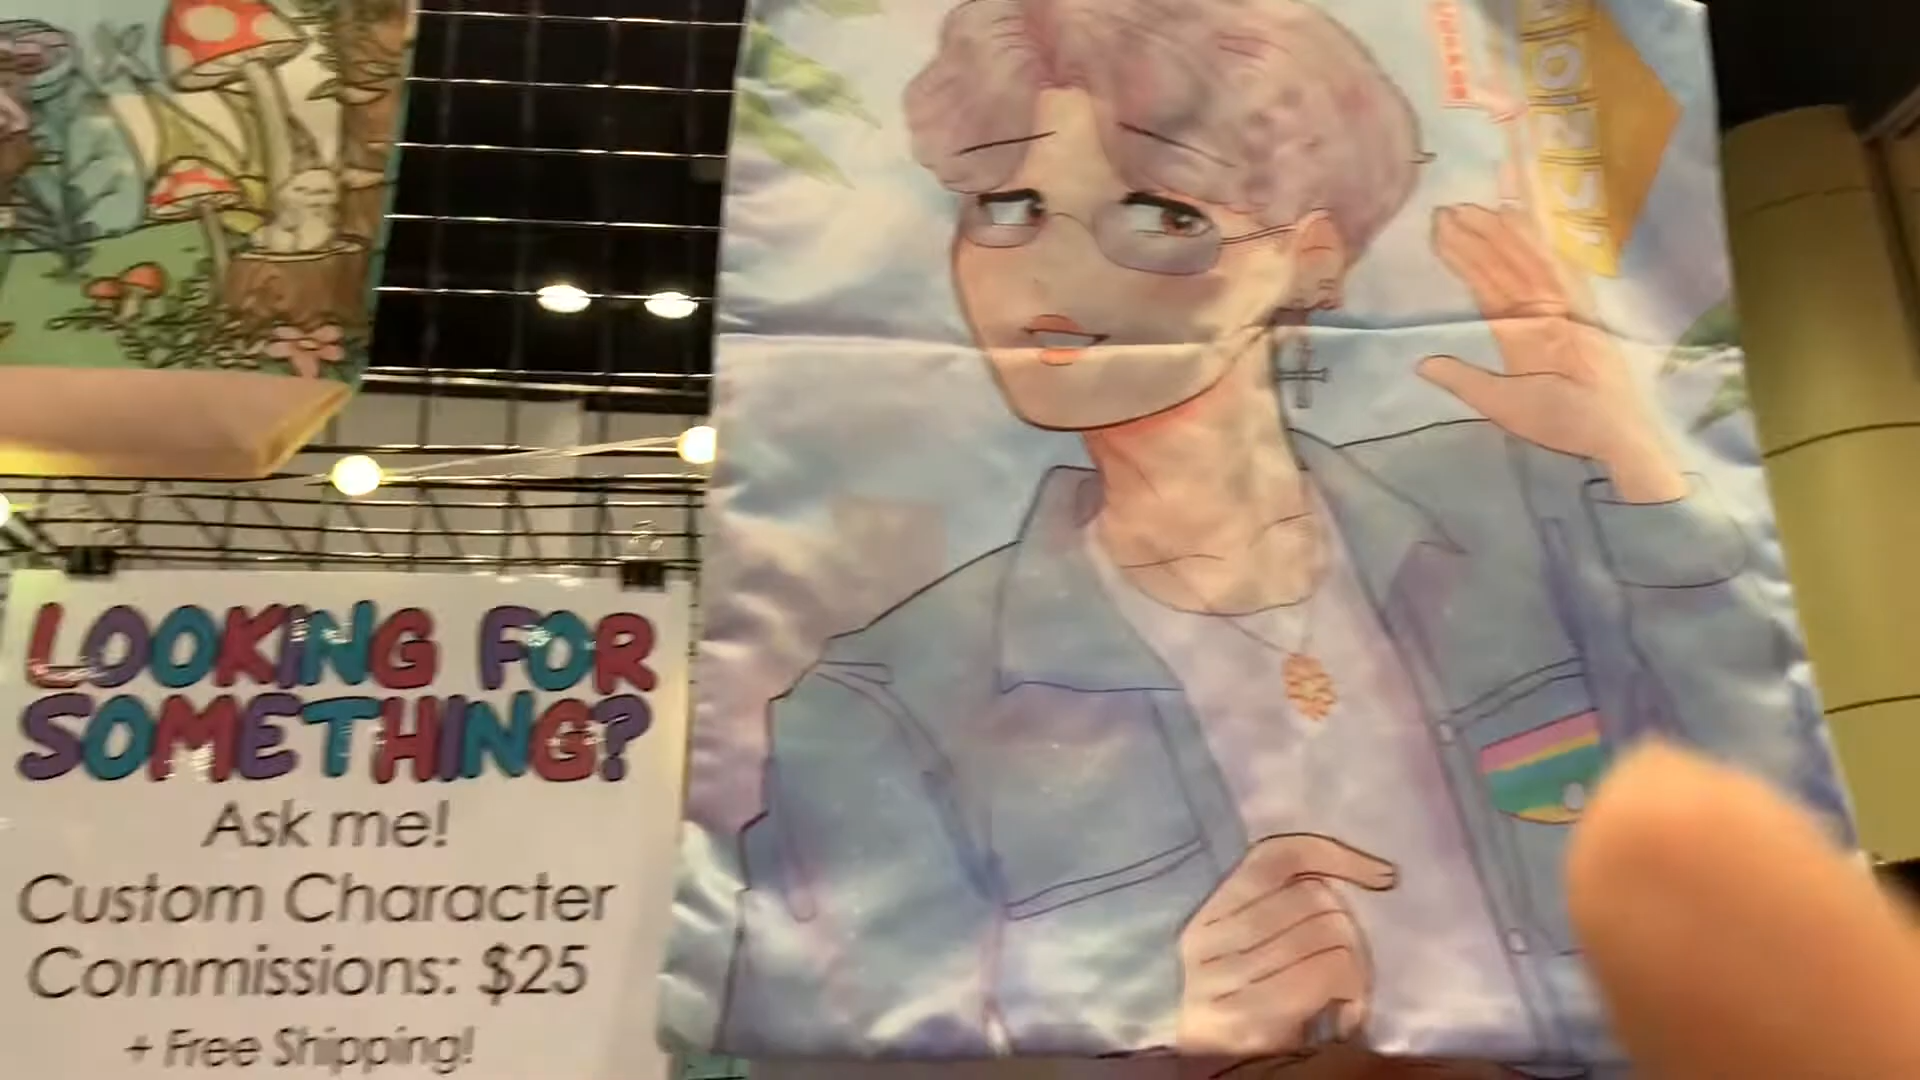 LOOKING FOR
SOMETHING?
Ask me!
Custom Character
Commissions: $25
+ Free Shipping!